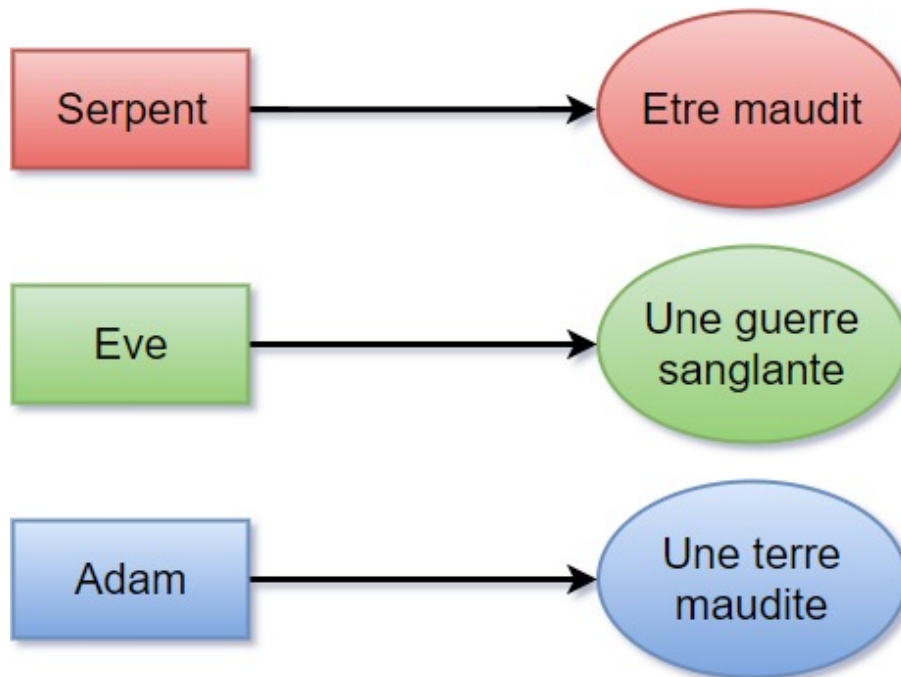 Serpent
Etre maudit
Eve
Une guerre
sanglante
Adam
Une terre
maudite